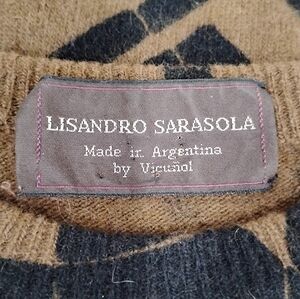 LISANDRO SARASOLA
Made in Argentina
by Vicuñol